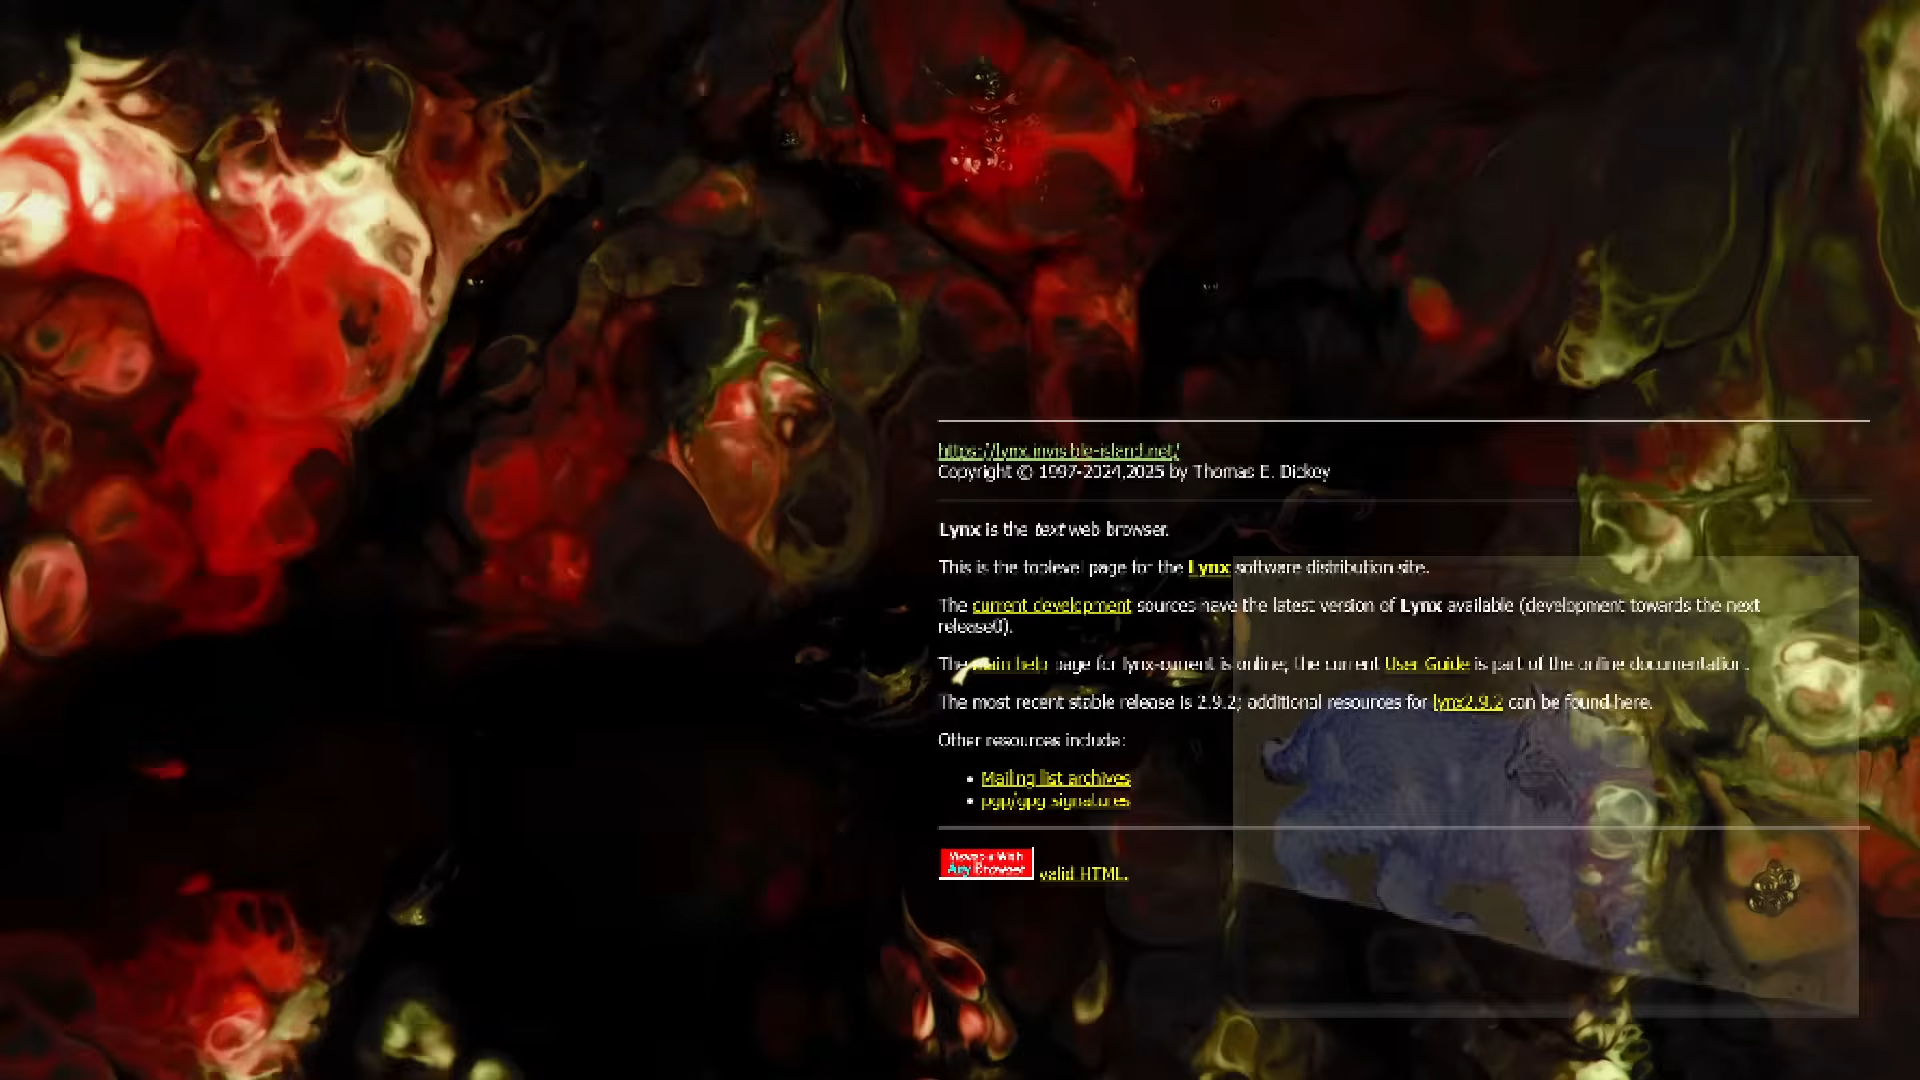 https://lynx.invisible-island.net/
Copyright © 1997-2024,2025 by Thomas E. Dickey
Lynx is the text web browser.
This is the toplevel page for the Lynx software distribution site.
The current development sources have the latest version of Lynx available (development towards the next
release0).
The main help page for lynx-current is online; the current User Guide is part of the online documentation.
The most recent stable release is 2.9.2; additional resources for lynx2.9.2 can be found here.
Other resources include:
• Mailing list archives
• pgp/gpg signatures
Viewable With
Any Browser
valid HTML.